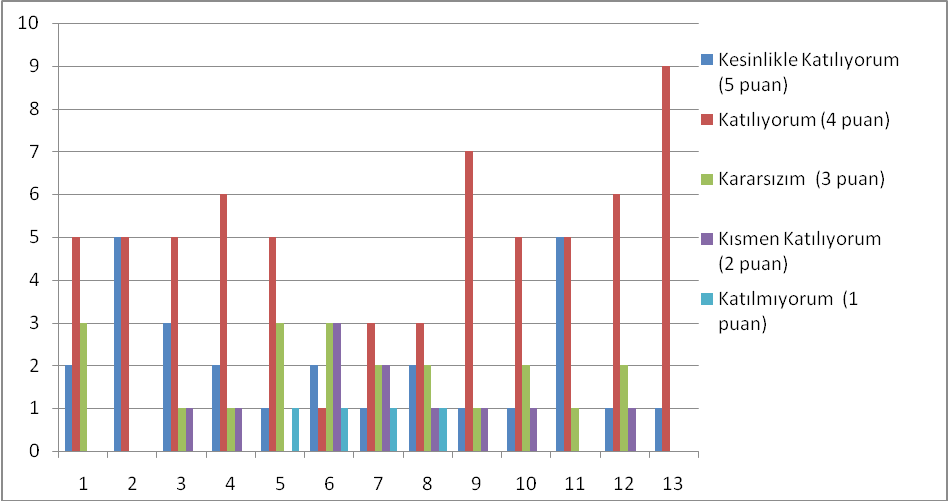 10
9
8
7
6
5
4
3
2
1
0
1 2 3 4 5 6 7 8 9 10 11 12 13
Kesinlikle Katılıyorum
(5 puan)
Katılıyorum (4 puan)
Kararsızım (3 puan)
Kısmen Katılıyorum
(2 puan)
Katılmıyorum (1
puan)